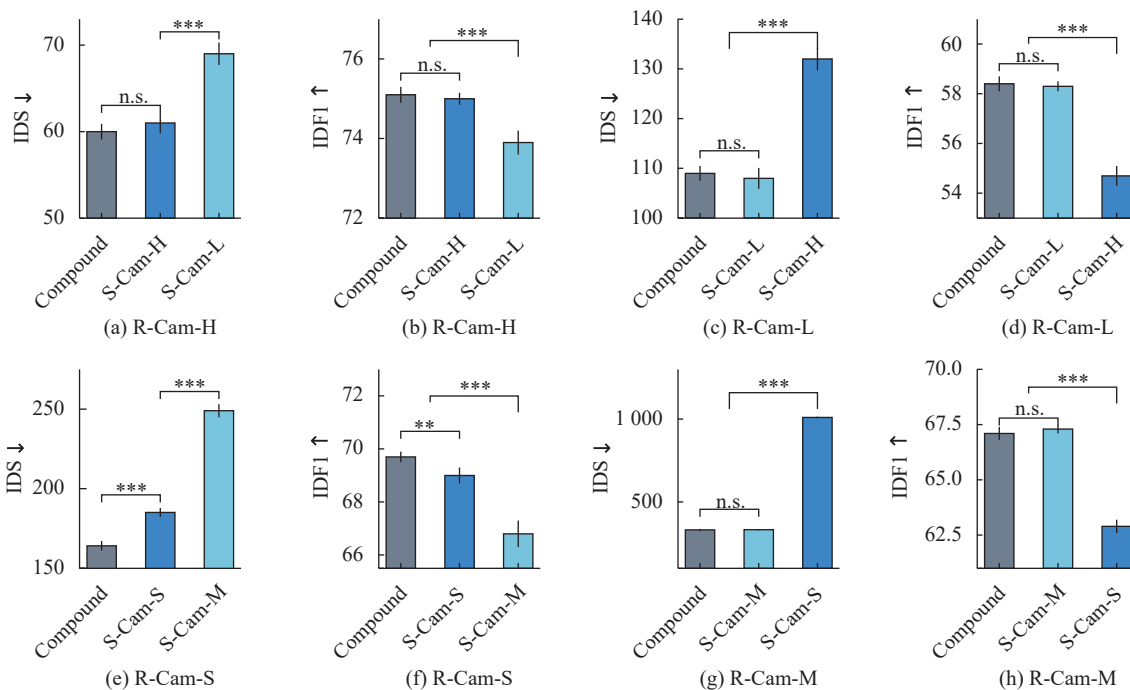 IDS ↓
70
60
50
n.s.
***
Compound
S-Cam-H
S-Cam-L
(a) R-Cam-H
IDF1 ↑
76
74
72
n.s.
***
Compound
S-Cam-H
S-Cam-L
(b) R-Cam-H
IDS ↓
140
130
120
110
100
n.s.
***
Compound
S-Cam-L
S-Cam-H
(c) R-Cam-L
IDF1 ↑
60
58
56
54
n.s.
***
Compound
S-Cam-L
S-Cam-H
(d) R-Cam-L
IDS ↓
250
200
150
***
***
Compound
S-Cam-S
S-Cam-M
(e) R-Cam-S
IDF1 ↑
72
70
68
66
**
***
Compound
S-Cam-S
S-Cam-M
(f) R-Cam-S
IDS ↓
1 000
500
n.s.
***
Compound
S-Cam-M
S-Cam-S
(g) R-Cam-M
IDF1 ↑
70.0
67.5
65.0
62.5
n.s.
***
Compound
S-Cam-M
S-Cam-S
(h) R-Cam-M